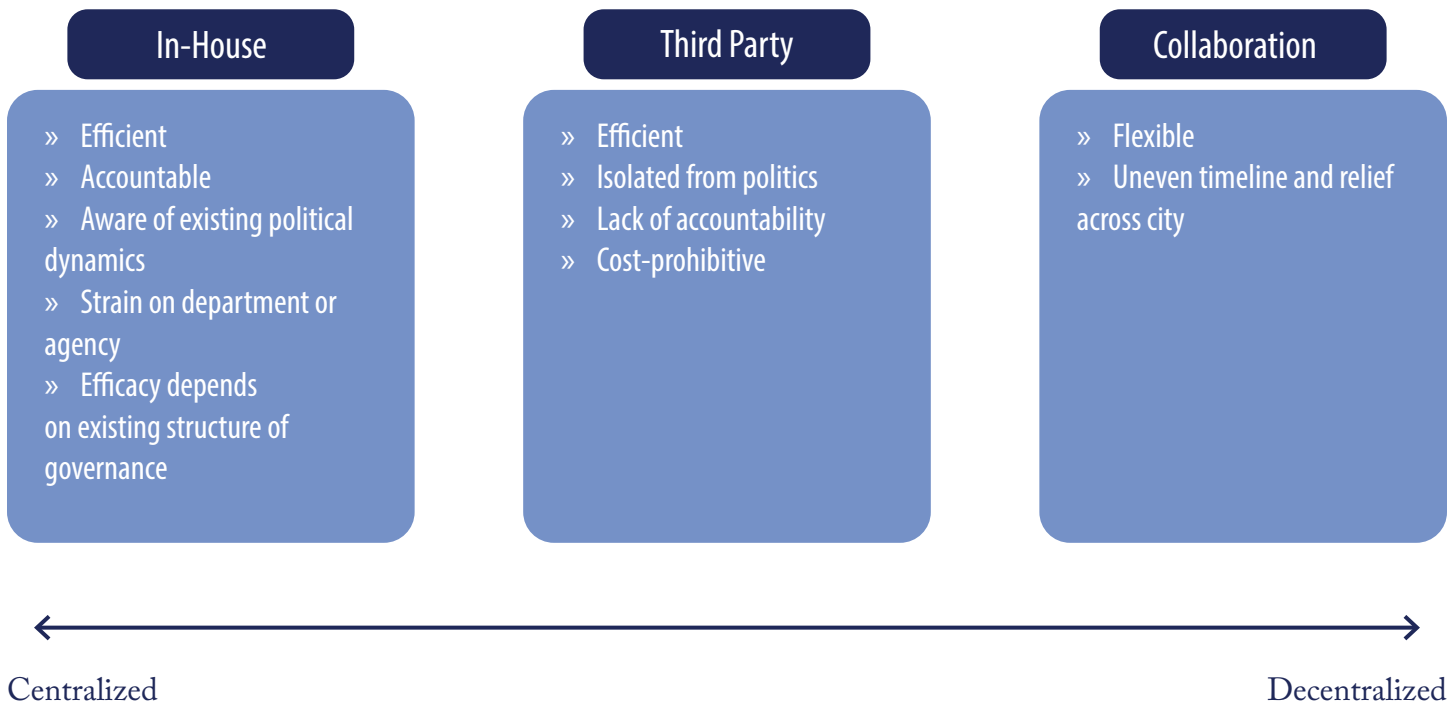 In-House
» Efficient
» Accountable
» Aware of existing political
dynamics
» Strain on department or
agency
» Efficacy depends
on existing structure of
governance
Third Party
» Efficient
» Isolated from politics
» Lack of accountability
» Cost-prohibitive
Collaboration
» Flexible
» Uneven timeline and relief
across city
Centralized
Decentralized